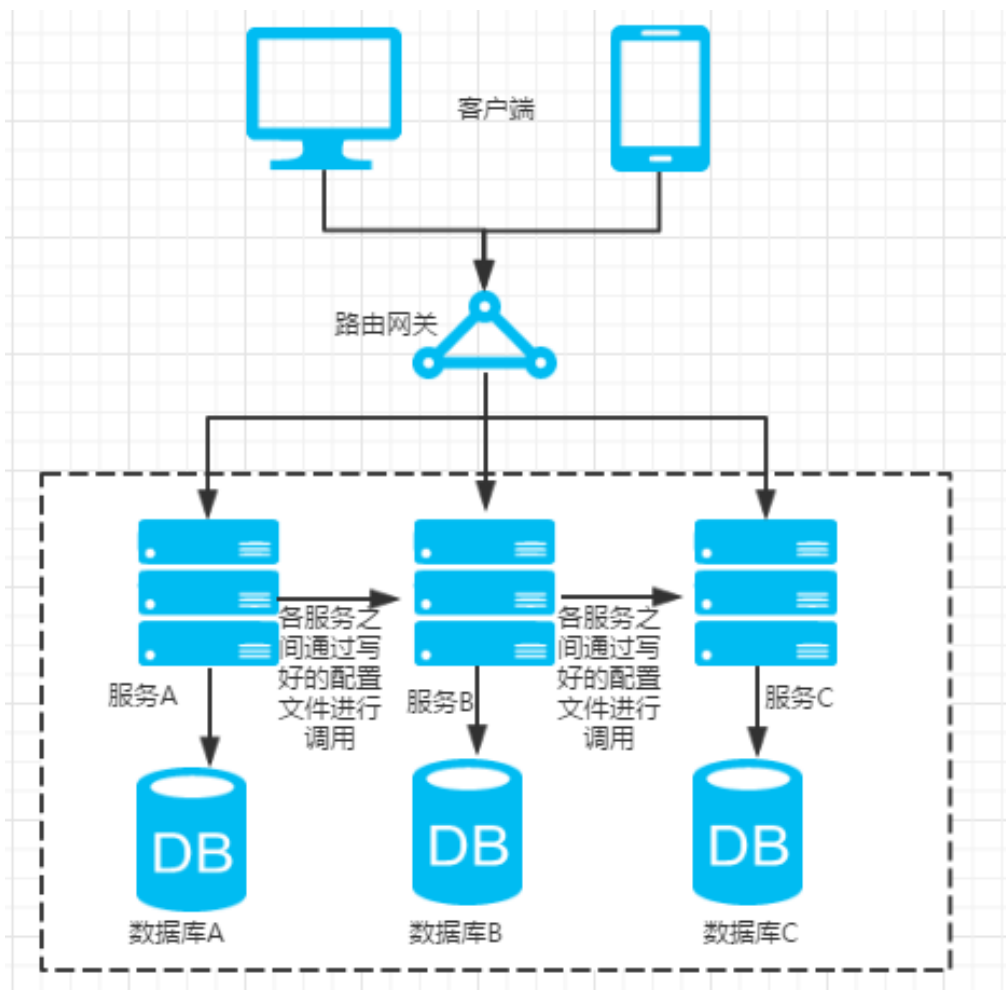 客户端
路由网关
各服务之
间通过写
好的配置
文件进行
调用
各服务之
间通过写
好的配置
文件进行
调用
服务A
服务B
服务C
DB
DB
DB
数据库A
数据库B
数据库C